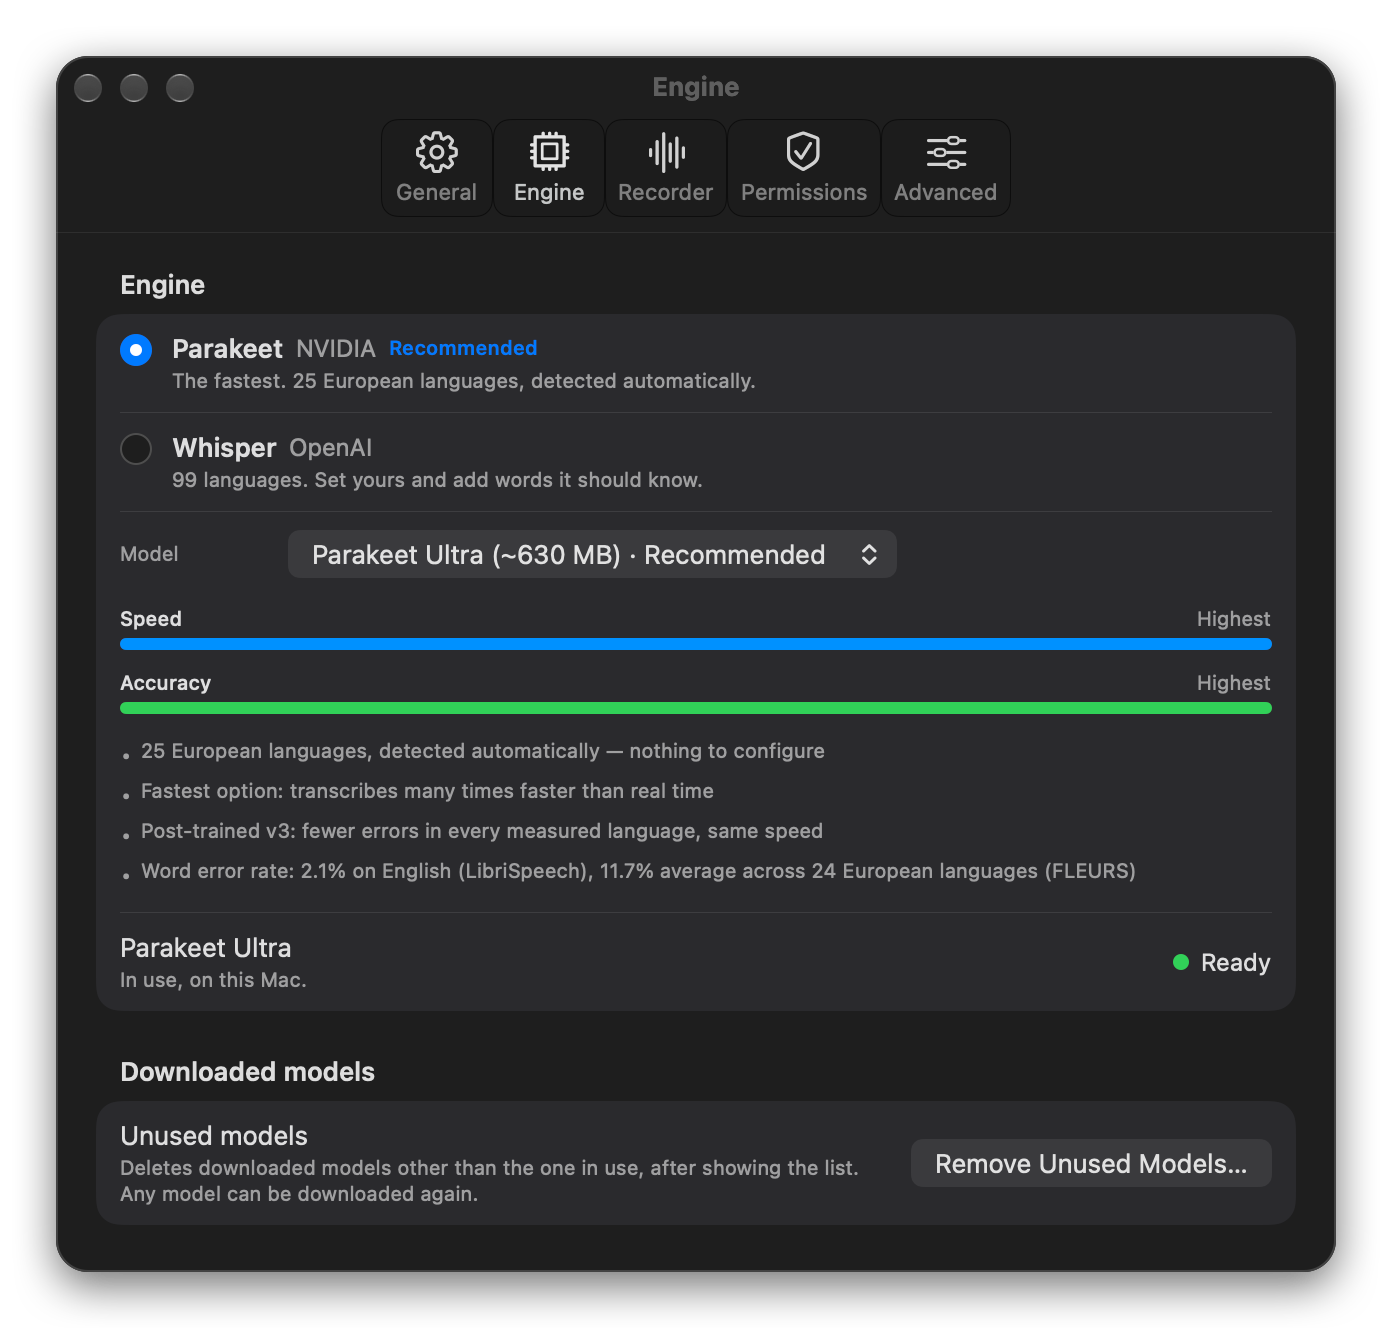 Engine
General
Engine
Recorder
Permissions
Advanced
Engine
Parakeet NVIDIA Recommended
The fastest. 25 European languages, detected automatically.
Whisper OpenAI
99 languages. Set yours and add words it should know.
Model
Parakeet Ultra (~630 MB) · Recommended
Speed
Highest
Accuracy
Highest
• 25 European languages, detected automatically — nothing to configure
• Fastest option: transcribes many times faster than real time
• Post-trained v3: fewer errors in every measured language, same speed
• Word error rate: 2.1% on English (LibriSpeech), 11.7% average across 24 European languages (FLEURS)
Parakeet Ultra
In use, on this Mac.
Ready
Downloaded models
Unused models
Deletes downloaded models other than the one in use, after showing the list.
Any model can be downloaded again.
Remove Unused Models...